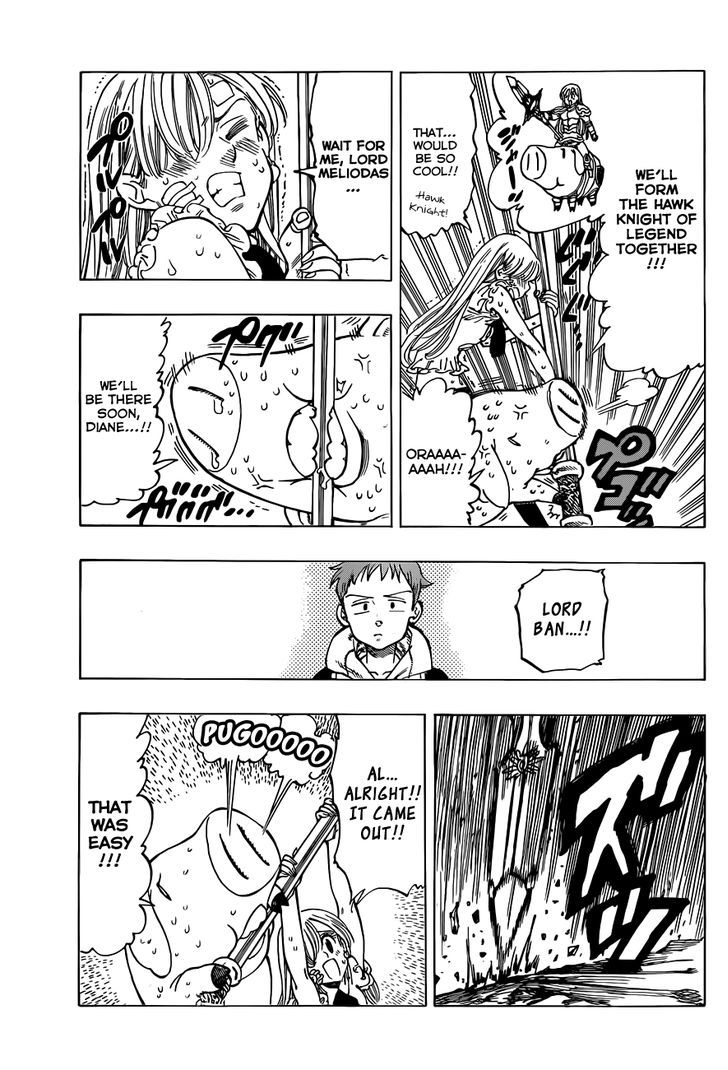 WE'LL
FORM
THE HAWK
KNIGHT OF
LEGEND
TOGETHER
!!!
THAT...
WOULD
BE SO
COOL!!
Hawk
Knight!
ORAAAA-
AAAH!!!
WAIT FOR
ME, LORD
MELIODAS
...
WE'LL
BE THERE
SOON,
DIANE...!!
LORD
BAN...!!
ズズ
PUGOOOOO
AL...
ALRIGHT!!
IT CAME
OUT!!
THAT
WAS
EASY
!!!